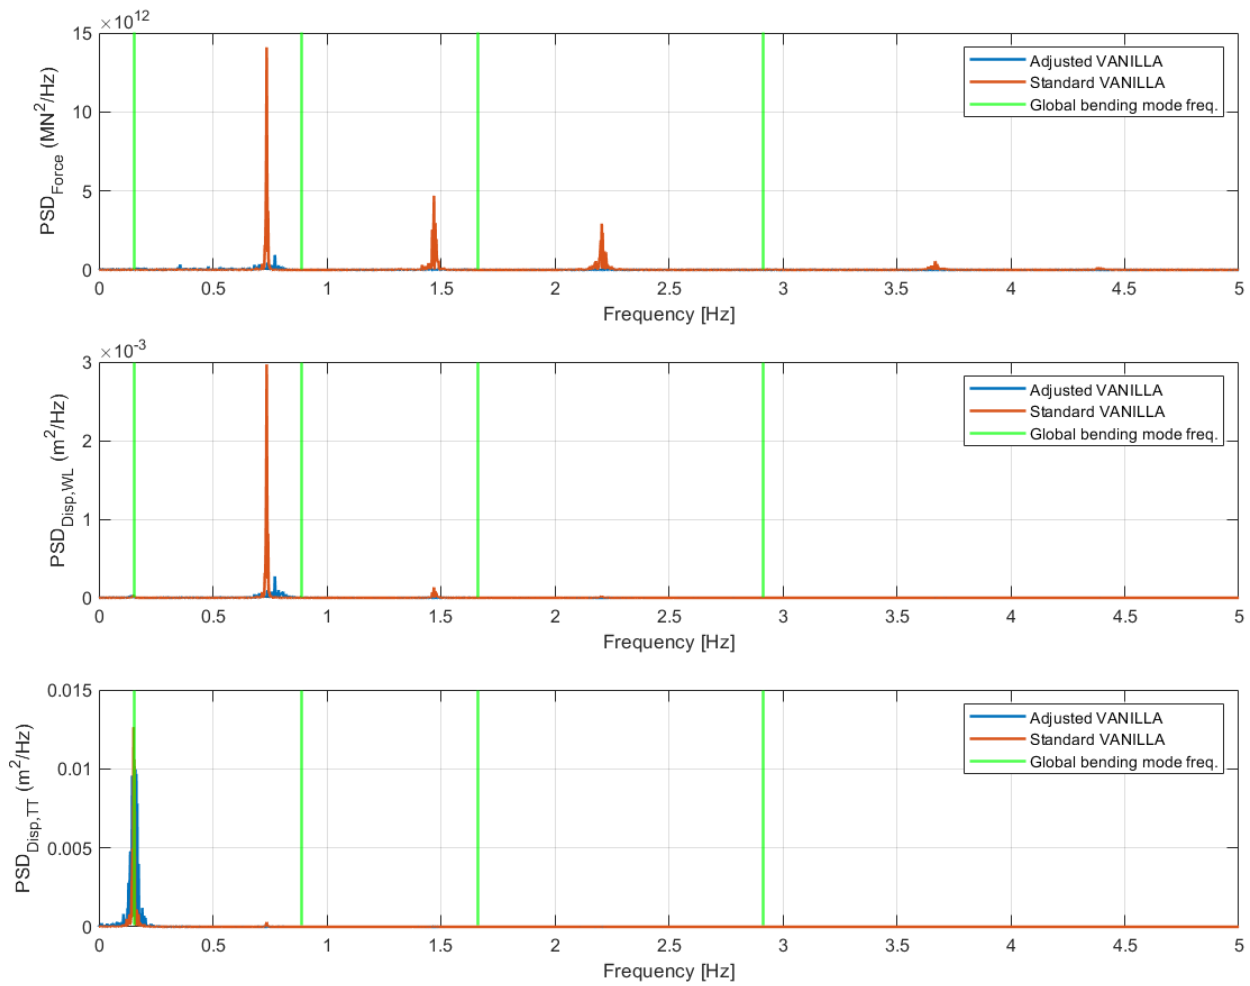 ×10^12
15
10
5
0
PSD_Force (MN^2/Hz)
Adjusted VANILLA
Standard VANILLA
Global bending mode freq.
0 0.5 1 1.5 2 2.5 3 3.5 4 4.5 5
Frequency [Hz]
×10^-3
3
2
1
0
PSD_Disp,WL (m^2/Hz)
Adjusted VANILLA
Standard VANILLA
Global bending mode freq.
0 0.5 1 1.5 2 2.5 3 3.5 4 4.5 5
Frequency [Hz]
0.015
0.01
0.005
0
PSD_Disp,TT (m^2/Hz)
Adjusted VANILLA
Standard VANILLA
Global bending mode freq.
0 0.5 1 1.5 2 2.5 3 3.5 4 4.5 5
Frequency [Hz]